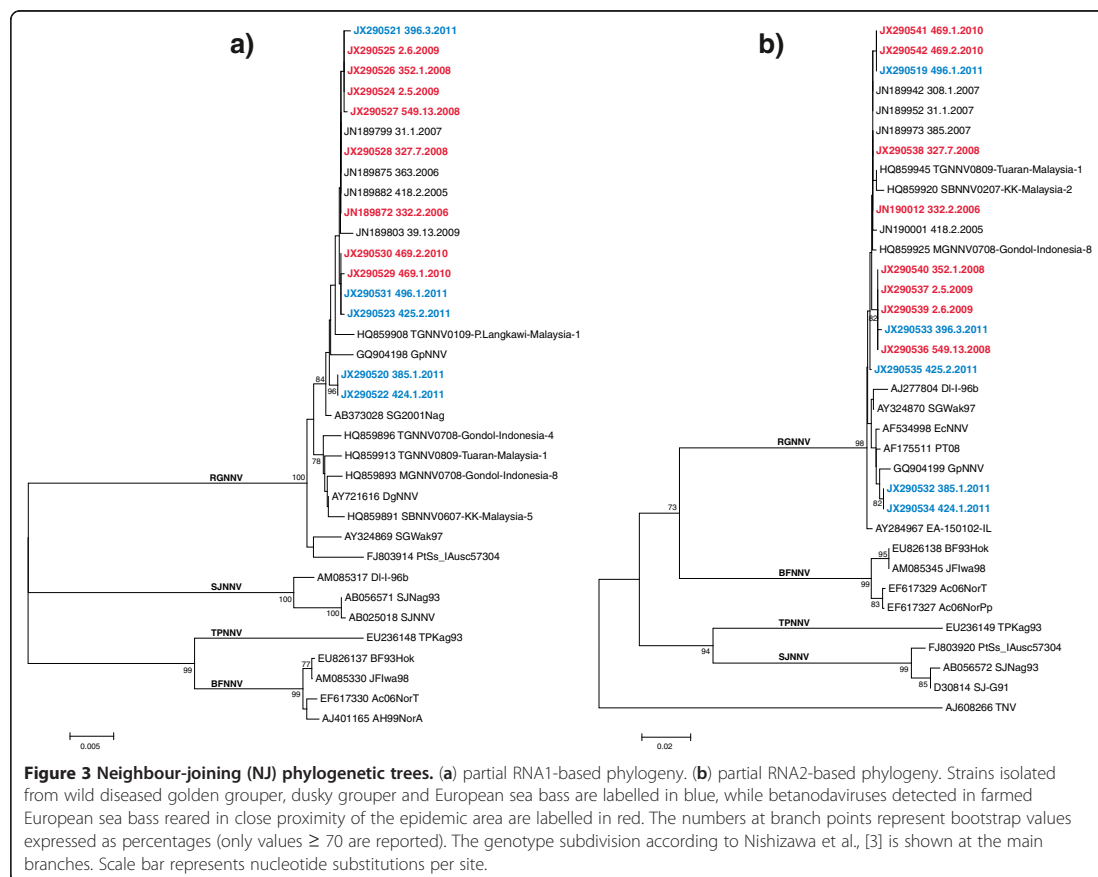 a)
JX290521 396.3.2011
JX290525 2.6.2009
JX290526 352.1.2008
JX290524 2.5.2009
JX290527 549.13.2008
JN189799 31.1.2007
JX290528 327.7.2008
JN189875 363.2006
JN189882 418.2.2005
JN189872 332.2.2006
JN189803 39.13.2009
JX290530 469.2.2010
JX290529 469.1.2010
JX290531 496.1.2011
JX290523 425.2.2011
HQ859908 TGNNV0109-P.Langkawi-Malaysia-1
GQ904198 GpNNV
84
96
JX290520 385.1.2011
JX290522 424.1.2011
AB373028 SG2001Nag
HQ859896 TGNNV0708-Gondol-Indonesia-4
78
HQ859913 TGNNV0809-Tuaran-Malaysia-1
RGNNV
100
HQ859893 MGNNV0708-Gondol-Indonesia-8
AY721616 DgNNV
HQ859891 SBNNV0607-KK-Malaysia-5
AY324869 SGWak97
FJ803914 PtSs_IAusc57304
SJNNV
100
AM085317 DI-I-96b
100
AB056571 SJNag93
AB025018 SJNNV
TPNNV
EU236148 TPKag93
99
BFNNV
77
EU826137 BF93Hok
AM085330 JFIwa98
99
EF617330 Ac06NorT
AJ401165 AH99NorA
0.005
b)
JX290541 469.1.2010
JX290542 469.2.2010
JX290519 496.1.2011
JN189942 308.1.2007
JN189952 31.1.2007
JN189973 385.2007
JX290538 327.7.2008
HQ859945 TGNNV0809-Tuaran-Malaysia-1
HQ859920 SBNNV0207-KK-Malaysia-2
JN190012 332.2.2006
JN190001 418.2.2005
HQ859925 MGNNV0708-Gondol-Indonesia-8
JX290540 352.1.2008
JX290537 2.5.2009
82
JX290539 2.6.2009
JX290533 396.3.2011
JX290536 549.13.2008
JX290535 425.2.2011
AJ277804 DI-I-96b
AY324870 SGWak97
AF534998 EcNNV
RGNNV
98
AF175511 PT08
GQ904199 GpNNV
82
JX290532 385.1.2011
JX290534 424.1.2011
73
AY284967 EA-150102-IL
95
EU826138 BF93Hok
AM085345 JFIwa98
BFNNV
99
EF617329 Ac06NorT
83
EF617327 Ac06NorPp
TPNNV
EU236149 TPKag93
94
SJNNV
FJ803920 PtSs_IAusc57304
99
AB056572 SJNag93
85
D30814 SJ-G91
AJ608266 TNV
0.02
Figure 3 Neighbour-joining (NJ) phylogenetic trees. (a) partial RNA1-based phylogeny. (b) partial RNA2-based phylogeny. Strains isolated
from wild diseased golden grouper, dusky grouper and European sea bass are labelled in blue, while betanodaviruses detected in farmed
European sea bass reared in close proximity of the epidemic area are labelled in red. The numbers at branch points represent bootstrap values
expressed as percentages (only values ≥ 70 are reported). The genotype subdivision according to Nishizawa et al., [3] is shown at the main
branches. Scale bar represents nucleotide substitutions per site.